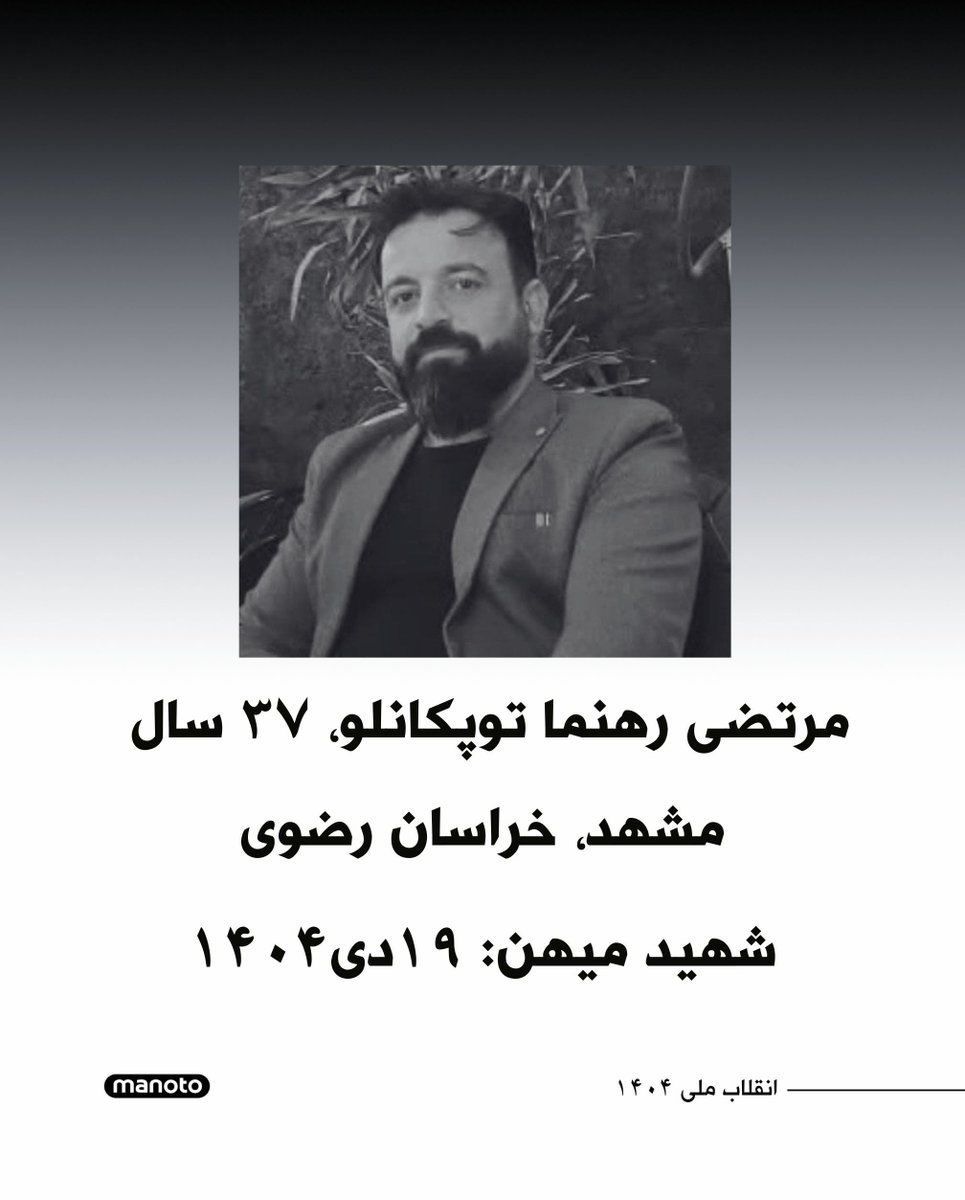 مرتضی رهنما توپکانلو، ۳۷ سال
مشهد، خراسان رضوی
شهید میهن: ۱۹دی۱۴۰۴
انقلاب ملی ۱۴۰۴
manoto